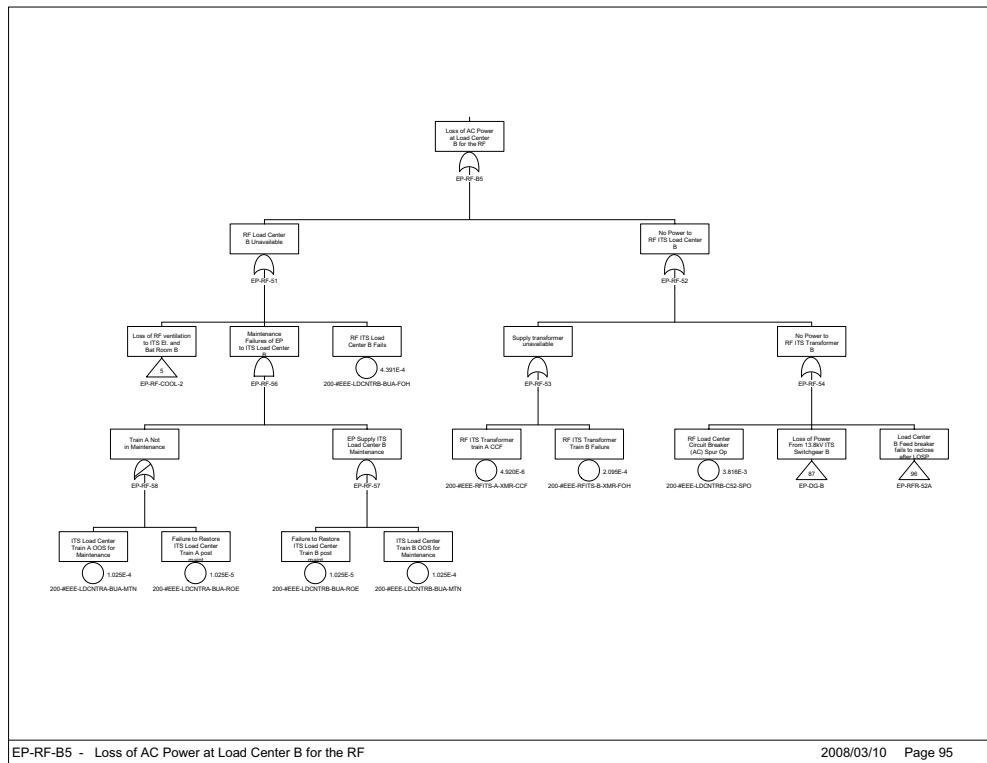 Loss of AC Power
at Load Center
B for the RF
EP-RF-B5
RF Load Center
B Unavailable
EP-RF-51
No Power to
RF ITS Load Center
B
EP-RF-52
Loss of RF ventilation
to ITS El. and
Bat Room B
5
EP-RF-COOL-2
Maintenance
Failures of EP
to ITS Load Center
B
EP-RF-56
RF ITS Load
Center B Fails
4.391E-4
200-#EEE-LDCNTRB-BUA-FOH
Supply transformer
unavailable
EP-RF-53
No Power to
RF ITS Transformer
B
EP-RF-54
Train A Not
in Maintenance
EP-RF-58
EP Supply ITS
Load Center B
Maintenance
EP-RF-57
RF ITS Transformer
train A CCF
4.920E-6
200-#EEE-RFITS-A-XMR-CCF
RF ITS Transformer
Train B Failure
2.095E-4
200-#EEE-RFITS-B-XMR-FOH
RF Load Center
Circuit Breaker
(AC) Spur Op
3.816E-3
200-#EEE-LDCNTRB-C52-SPO
Loss of Power
From 13.8kV ITS
Switchgear B
87
EP-DG-B
Load Center
B Feed breaker
fails to reclose
after LOSP
96
EP-RFR-52A
ITS Load Center
Train A OOS for
Maintenance
1.025E-4
200-#EEE-LDCNTRA-BUA-MTN
Failure to Restore
ITS Load Center
Train A post
maint
1.025E-5
200-#EEE-LDCNTRA-BUA-ROE
Failure to Restore
ITS Load Center
Train B post
maint
1.025E-5
200-#EEE-LDCNTRB-BUA-ROE
ITS Load Center
Train B OOS for
Maintenance
1.025E-4
200-#EEE-LDCNTRB-BUA-MTN
EP-RF-B5 - Loss of AC Power at Load Center B for the RF
2008/03/10 Page 95